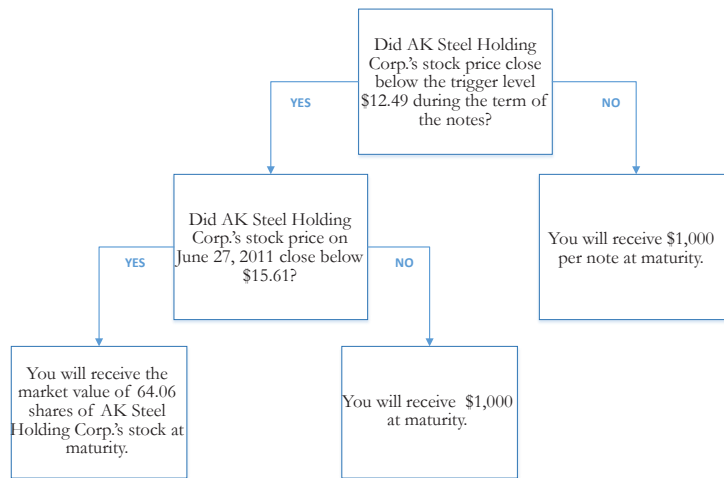 Did AK Steel Holding
Corp.'s stock price close
below the trigger level
$12.49 during the term of
the notes?
YES
NO
Did AK Steel Holding
Corp.'s stock price on
June 27, 2011 close below
$15.61?
You will receive $1,000
per note at maturity.
YES
NO
You will receive the
market value of 64.06
shares of AK Steel
Holding Corp.'s stock at
maturity.
You will receive $1,000
at maturity.